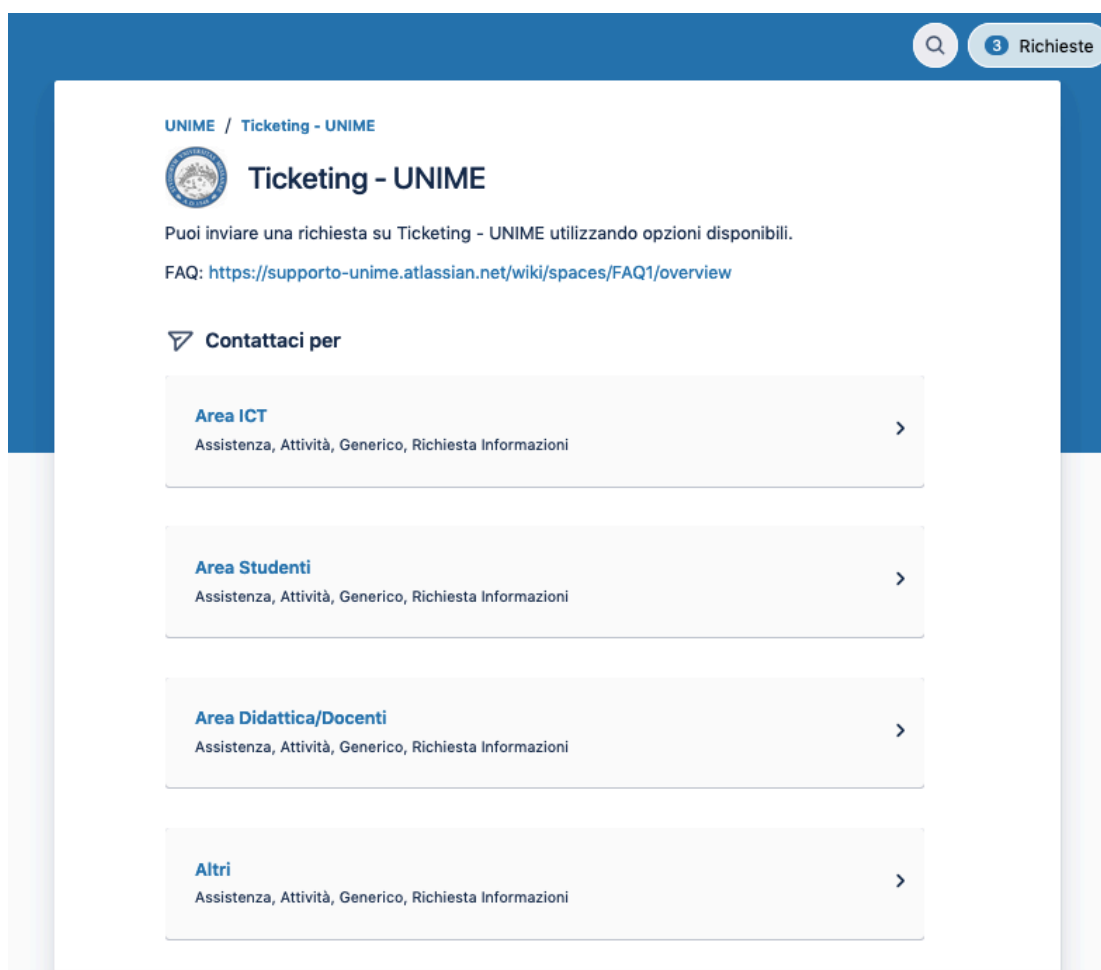 3 Richieste
UNIME / Ticketing - UNIME
Ticketing - UNIME
Puoi inviare una richiesta su Ticketing - UNIME utilizzando opzioni disponibili.
FAQ: https://supporto-unime.atlassian.net/wiki/spaces/FAQ1/overview
Contattaci per
Area ICT
Assistenza, Attività, Generico, Richiesta Informazioni
Area Studenti
Assistenza, Attività, Generico, Richiesta Informazioni
Area Didattica/Docenti
Assistenza, Attività, Generico, Richiesta Informazioni
Altri
Assistenza, Attività, Generico, Richiesta Informazioni